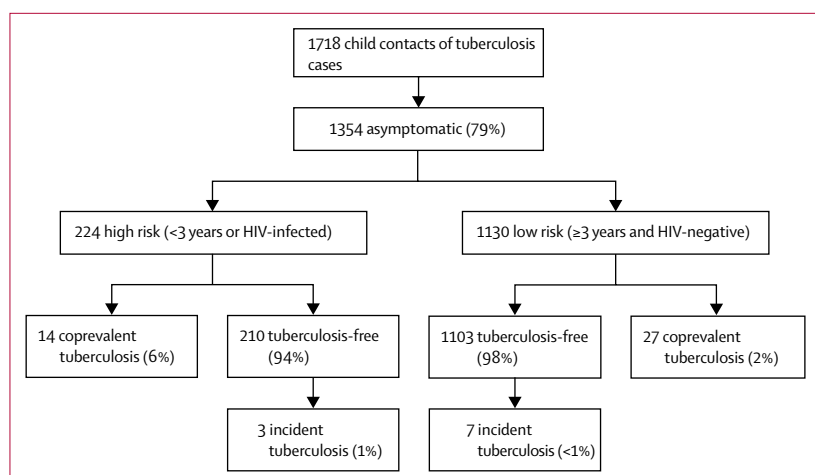 1718 child contacts of tuberculosis
cases
1354 asymptomatic (79%)
224 high risk (<3 years or HIV-infected)
1130 low risk (≥3 years and HIV-negative)
14 coprevalent
tuberculosis (6%)
210 tuberculosis-free
(94%)
1103 tuberculosis-free
(98%)
27 coprevalent
tuberculosis (2%)
3 incident
tuberculosis (1%)
7 incident
tuberculosis (<1%)